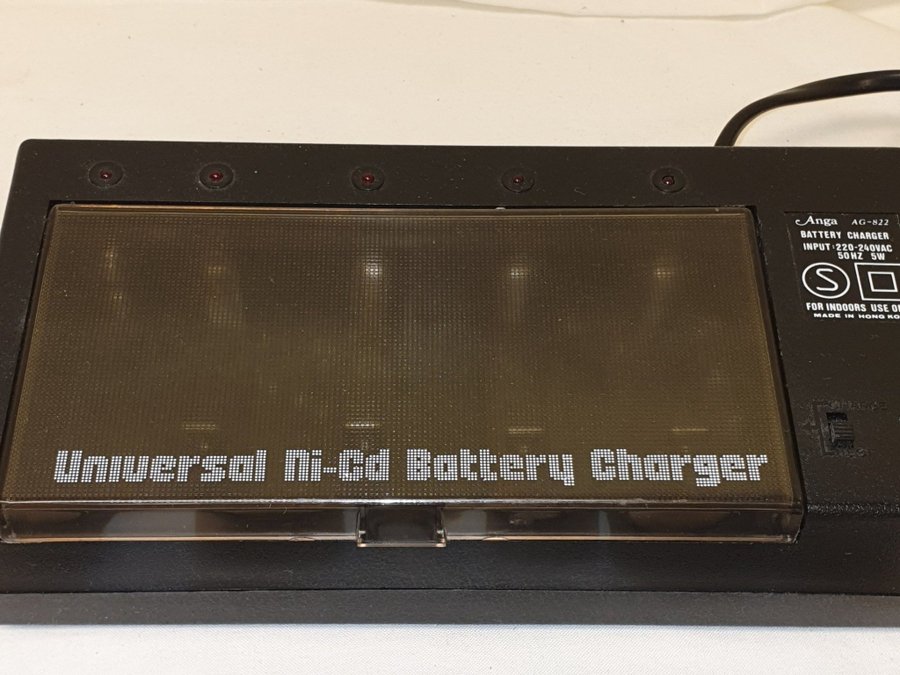 Anga AG-822
BATTERY CHARGER
INPUT:220-240VAC
50HZ 5W
S
FOR INDOORS USE
MADE IN HONG
Universal Ni-Cd Battery Charger